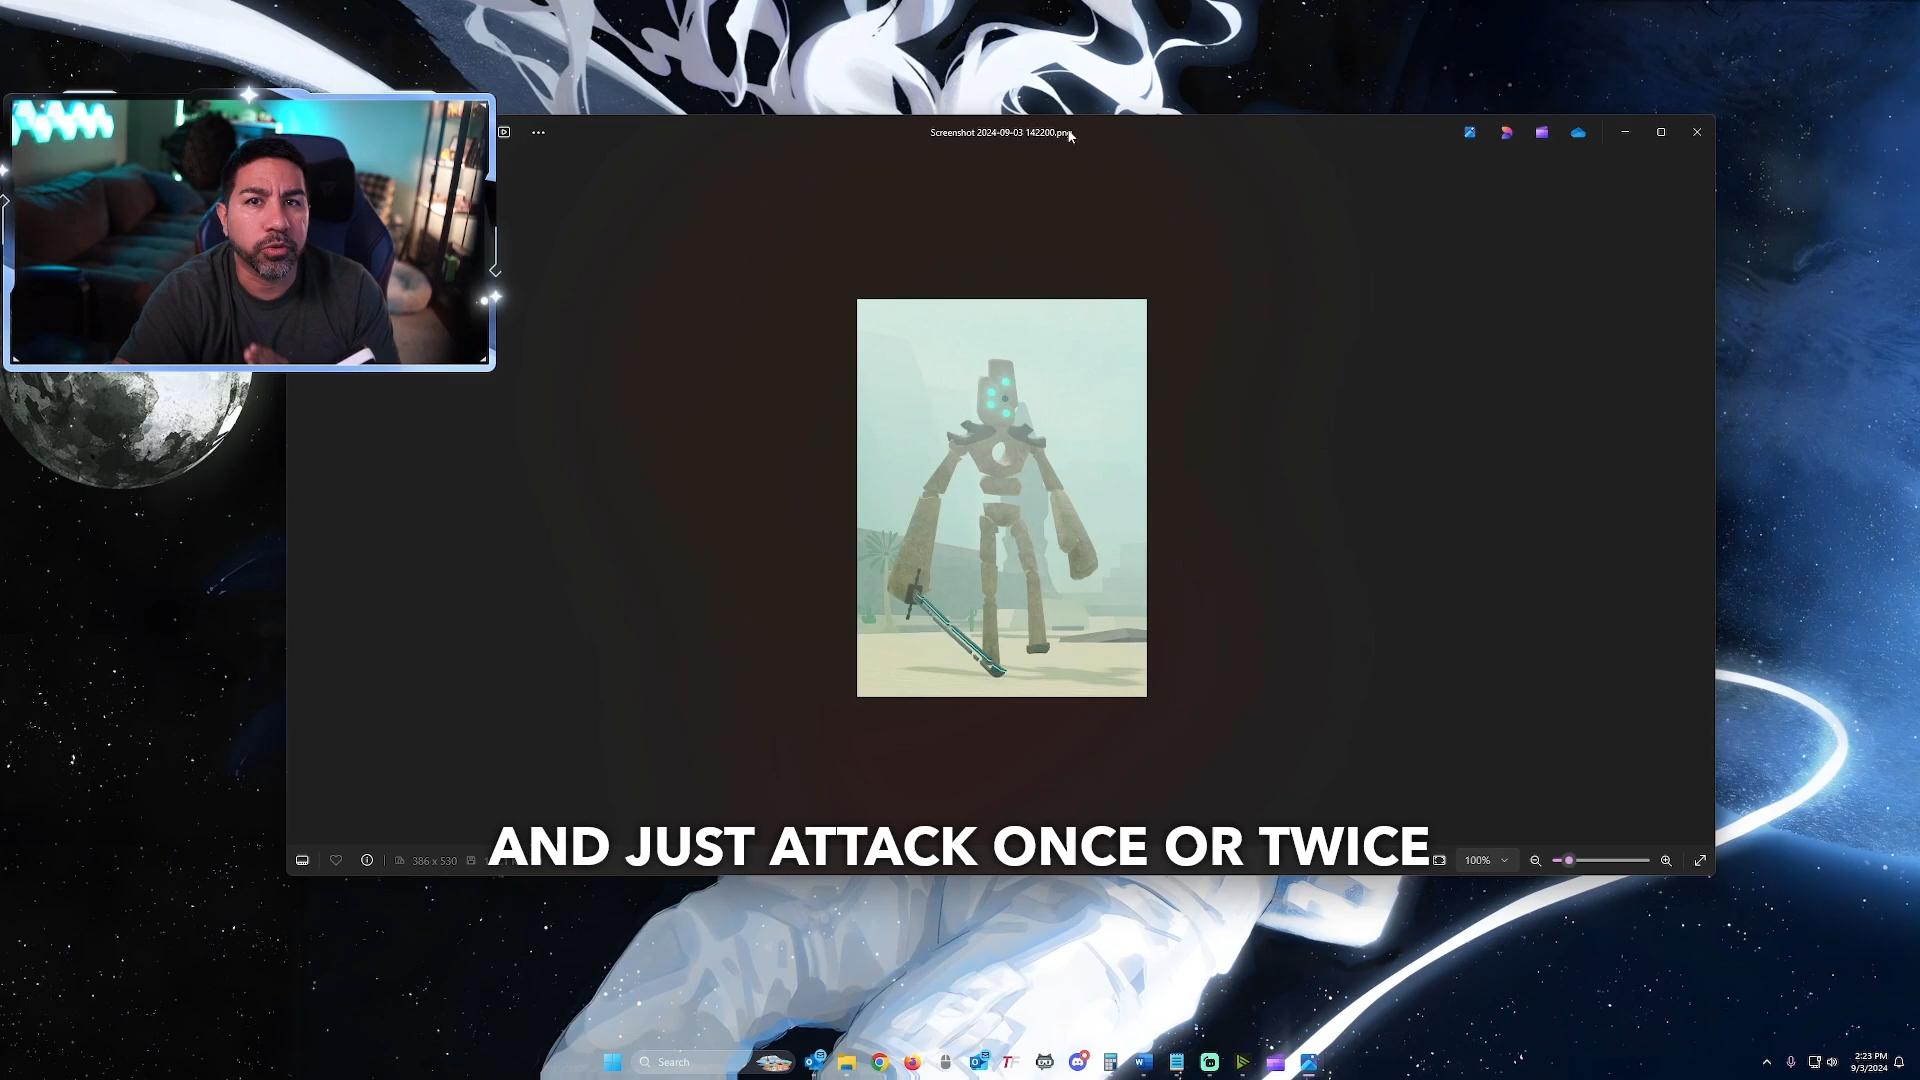 Screenshot 2024-09-03 142200.png
AND JUST ATTACK ONCE OR TWICE
386 x 530
100%
Search
2:23 PM
9/3/2024